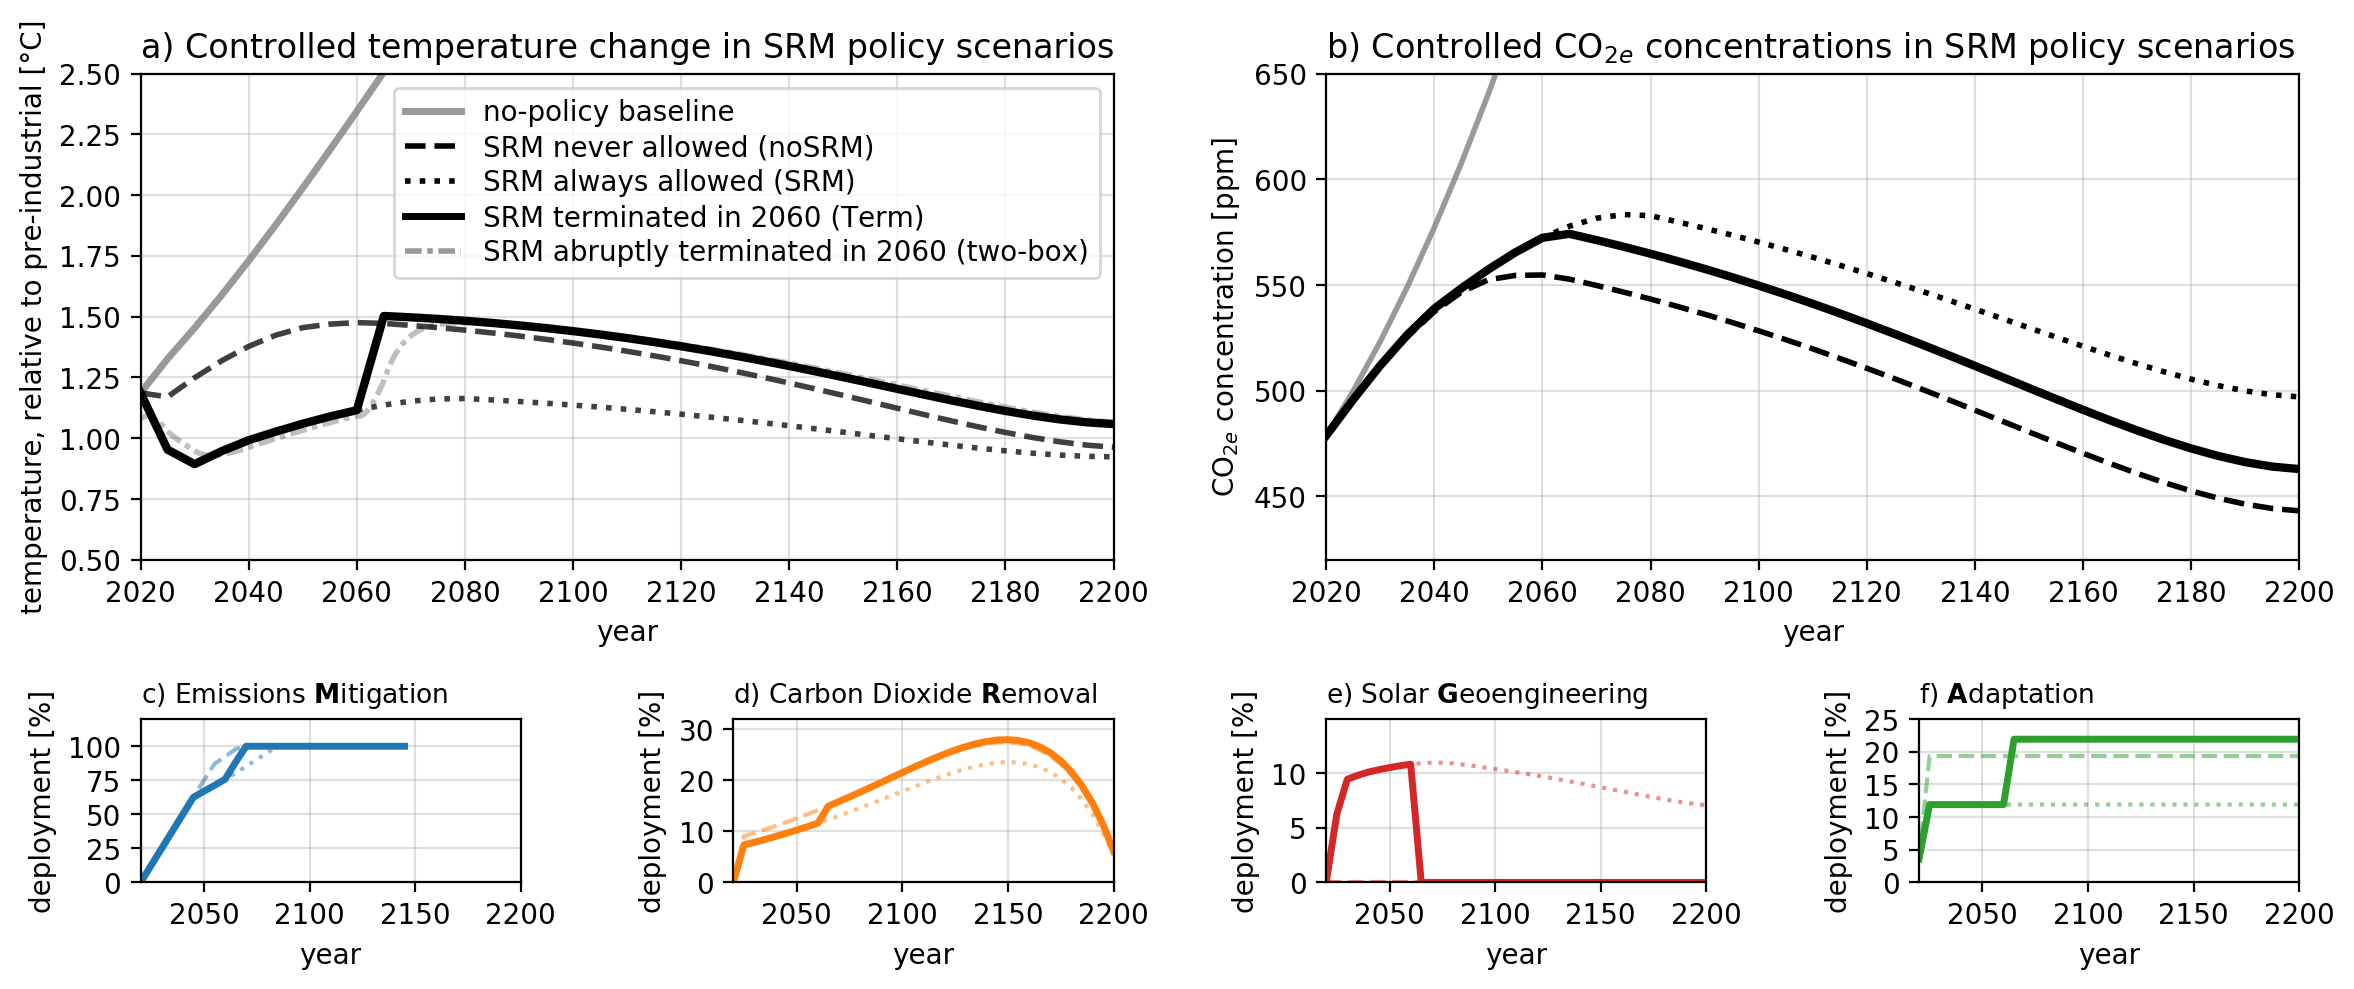 a) Controlled temperature change in SRM policy scenarios
temperature, relative to pre-industrial [°C]
2.50
2.25
2.00
1.75
1.50
1.25
1.00
0.75
0.50
no-policy baseline
SRM never allowed (noSRM)
SRM always allowed (SRM)
SRM terminated in 2060 (Term)
SRM abruptly terminated in 2060 (two-box)
2020 2040 2060 2080 2100 2120 2140 2160 2180 2200
year
b) Controlled CO2e concentrations in SRM policy scenarios
CO2e concentration [ppm]
650
600
550
500
450
2020 2040 2060 2080 2100 2120 2140 2160 2180 2200
year
c) Emissions Mitigation
deployment [%]
100
75
50
25
0
2050 2100 2150 2200
year
d) Carbon Dioxide Removal
deployment [%]
30
20
10
0
2050 2100 2150 2200
year
e) Solar Geoengineering
deployment [%]
10
5
0
2050 2100 2150 2200
year
f) Adaptation
deployment [%]
25
20
15
10
5
0
2050 2100 2150 2200
year